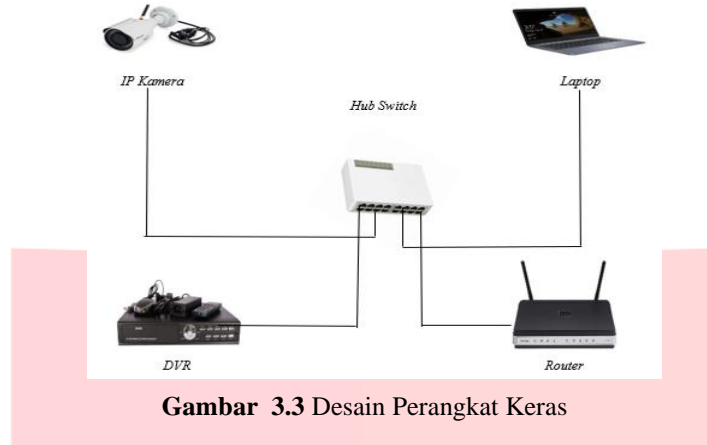 IP Kamera
Laptop
Hub Switch
DVR
Router
Gambar 3.3 Desain Perangkat Keras